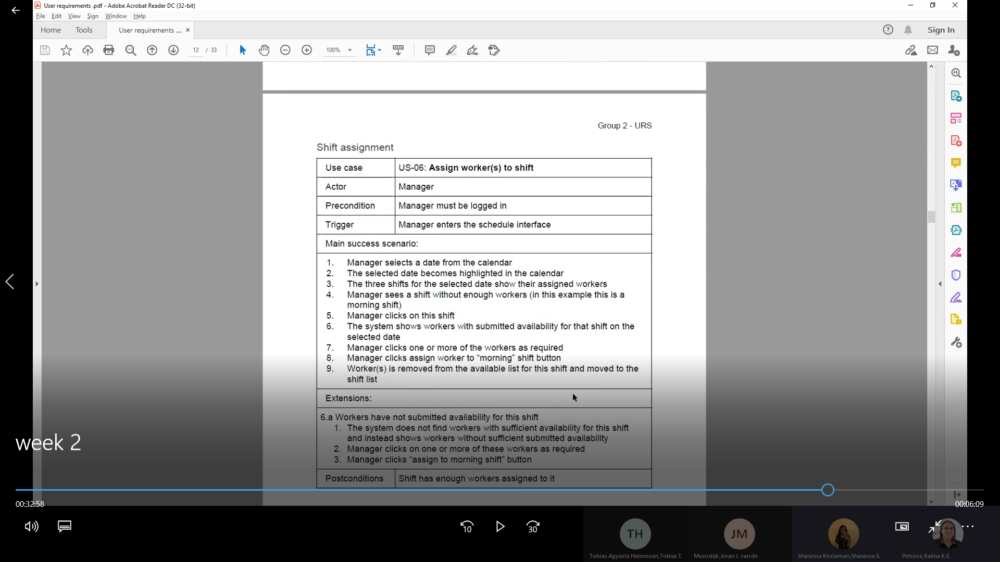 User requirements .pdf - Adobe Acrobat Reader DC (32-bit)
File Edit View Sign Window Help
Home Tools User requirements .... × Sign In
12 / 33 100%
Group 2 - URS
Shift assignment
Use case US-06: Assign worker(s) to shift
Actor Manager
Precondition Manager must be logged in
Trigger Manager enters the schedule interface
Main success scenario:
1. Manager selects a date from the calendar
2. The selected date becomes highlighted in the calendar
3. The three shifts for the selected date show their assigned workers
4. Manager sees a shift without enough workers (in this example this is a
morning shift)
5. Manager clicks on this shift
6. The system shows workers with submitted availability for that shift on the
selected date
7. Manager clicks one or more of the workers as required
8. Manager clicks assign worker to “morning” shift button
9. Worker(s) is removed from the available list for this shift and moved to the
shift list
Extensions:
6.a Workers have not submitted availability for this shift
1. The system does not find workers with sufficient availability for this shift
and instead shows workers without sufficient submitted availability
2. Manager clicks on one or more of these workers as required
3. Manager clicks “assign to morning shift” button
Postconditions Shift has enough workers assigned to it
week 2
00:32:58 00:06:09
10 30
TH JM
Tobias Agyasta Halomoan,Tobias T. Moosdijk,Joran J. van de Shanessa Kostaman,Shanessa S. Petrova,Kalina K.E.